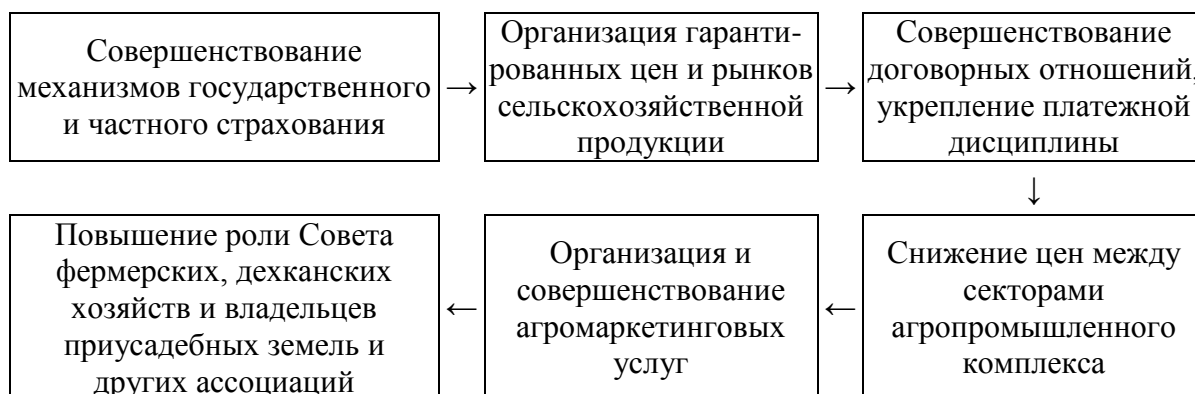 Совершенствование
механизмов государственного
и частного страхования
→
Организация гаранти-
рованных цен и рынков
сельскохозяйственной
продукции
→
Совершенствование
договорных отношений,
укрепление платежной
дисциплины
↓
Снижение цен между
секторами
агропромышленного
комплекса
←
Организация и
совершенствование
агромаркетинговых
услуг
←
Повышение роли Совета
фермерских, дехканских
хозяйств и владельцев
приусадебных земель и
других ассоциаций